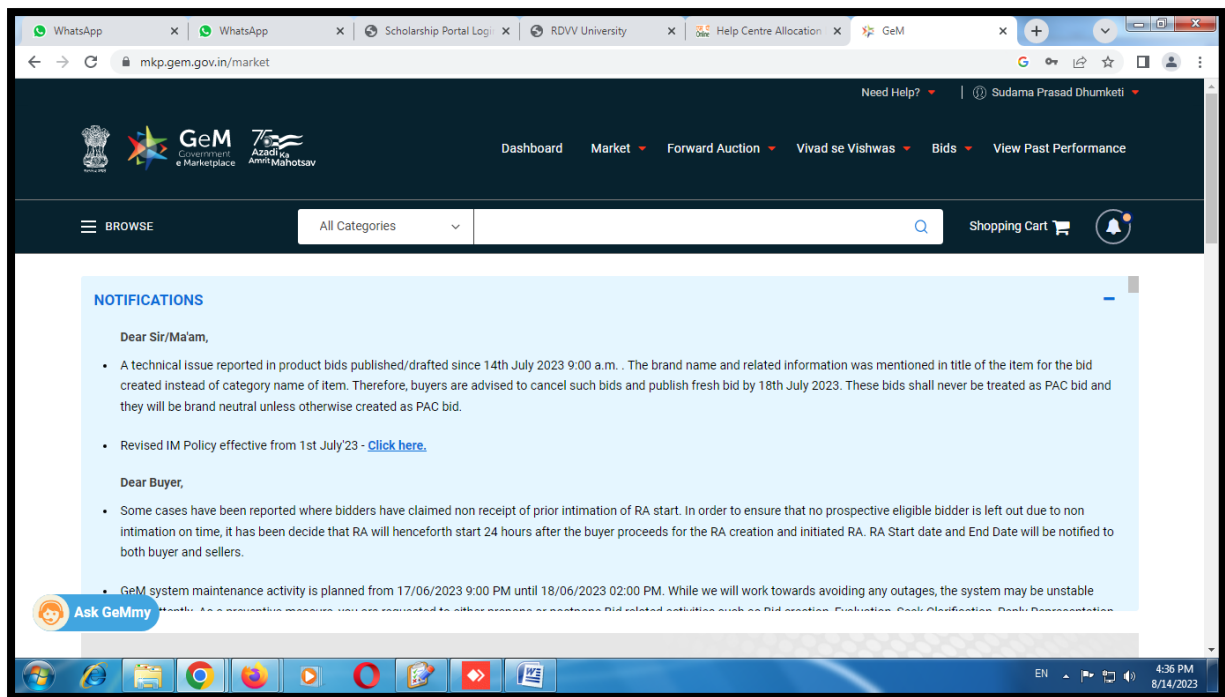 WhatsApp
WhatsApp
Scholarship Portal Logi
RDVV University
Help Centre Allocation
GeM
mkp.gem.gov.in/market
Need Help?
Sudama Prasad Dhumketi
GeM
Government
e Marketplace
Azadi Ka
Amrit Mahotsav
Dashboard Market Forward Auction Vivad se Vishwas Bids View Past Performance
BROWSE
All Categories
Shopping Cart
NOTIFICATIONS
Dear Sir/Ma'am,
• A technical issue reported in product bids published/drafted since 14th July 2023 9:00 a.m. . The brand name and related information was mentioned in title of the item for the bid
created instead of category name of item. Therefore, buyers are advised to cancel such bids and publish fresh bid by 18th July 2023. These bids shall never be treated as PAC bid and
they will be brand neutral unless otherwise created as PAC bid.
• Revised IM Policy effective from 1st July'23 - Click here.
Dear Buyer,
• Some cases have been reported where bidders have claimed non receipt of prior intimation of RA start. In order to ensure that no prospective eligible bidder is left out due to non
intimation on time, it has been decide that RA will henceforth start 24 hours after the buyer proceeds for the RA creation and initiated RA. RA Start date and End Date will be notified to
both buyer and sellers.
• GeM system maintenance activity is planned from 17/06/2023 9:00 PM until 18/06/2023 02:00 PM. While we will work towards avoiding any outages, the system may be unstable
Ask GeMmy
EN
4:36 PM
8/14/2023